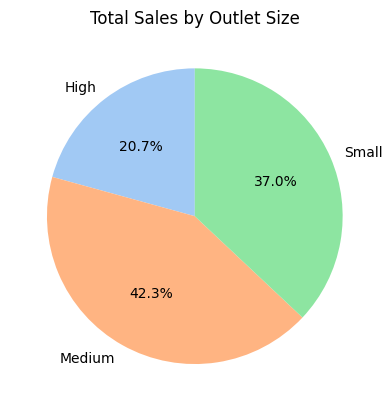 Total Sales by Outlet Size
High
20.7%
Small
37.0%
42.3%
Medium